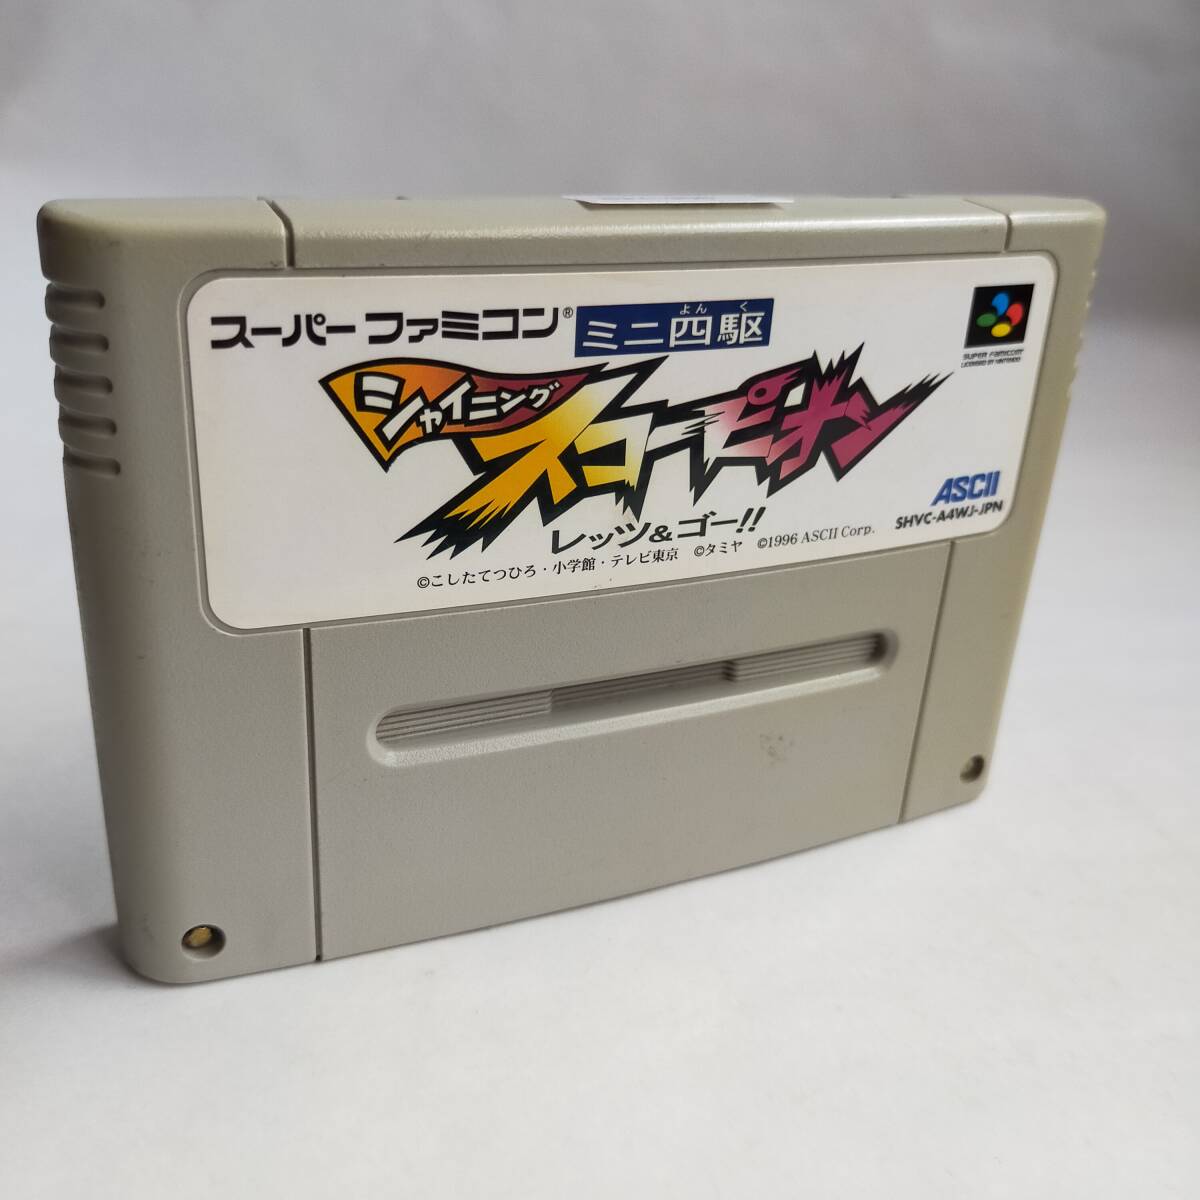 スーパーファミコン®
よんく
ミニ四駆
シャイニング
スコーピオン
レッツ&ゴー!!
SUPER FAMICOM
LICENSED BY NINTENDO
ASCII
SHVC-A4WJ-JPN
©こしたてつひろ・小学館・テレビ東京 ©タミヤ ©1996 ASCII Corp.